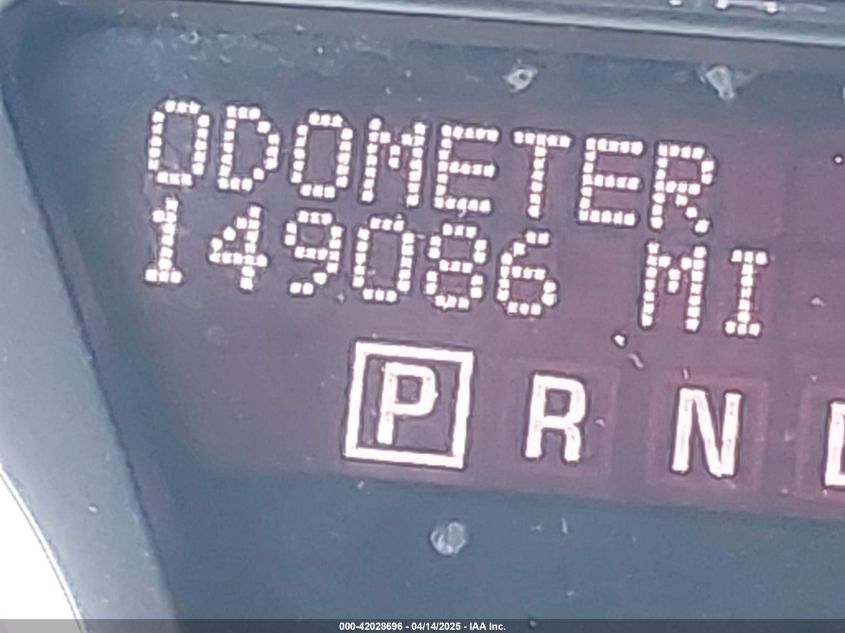 ODOMETER
149086 MI
P R N
000-42028696 - 04/14/2025 - IAA Inc.